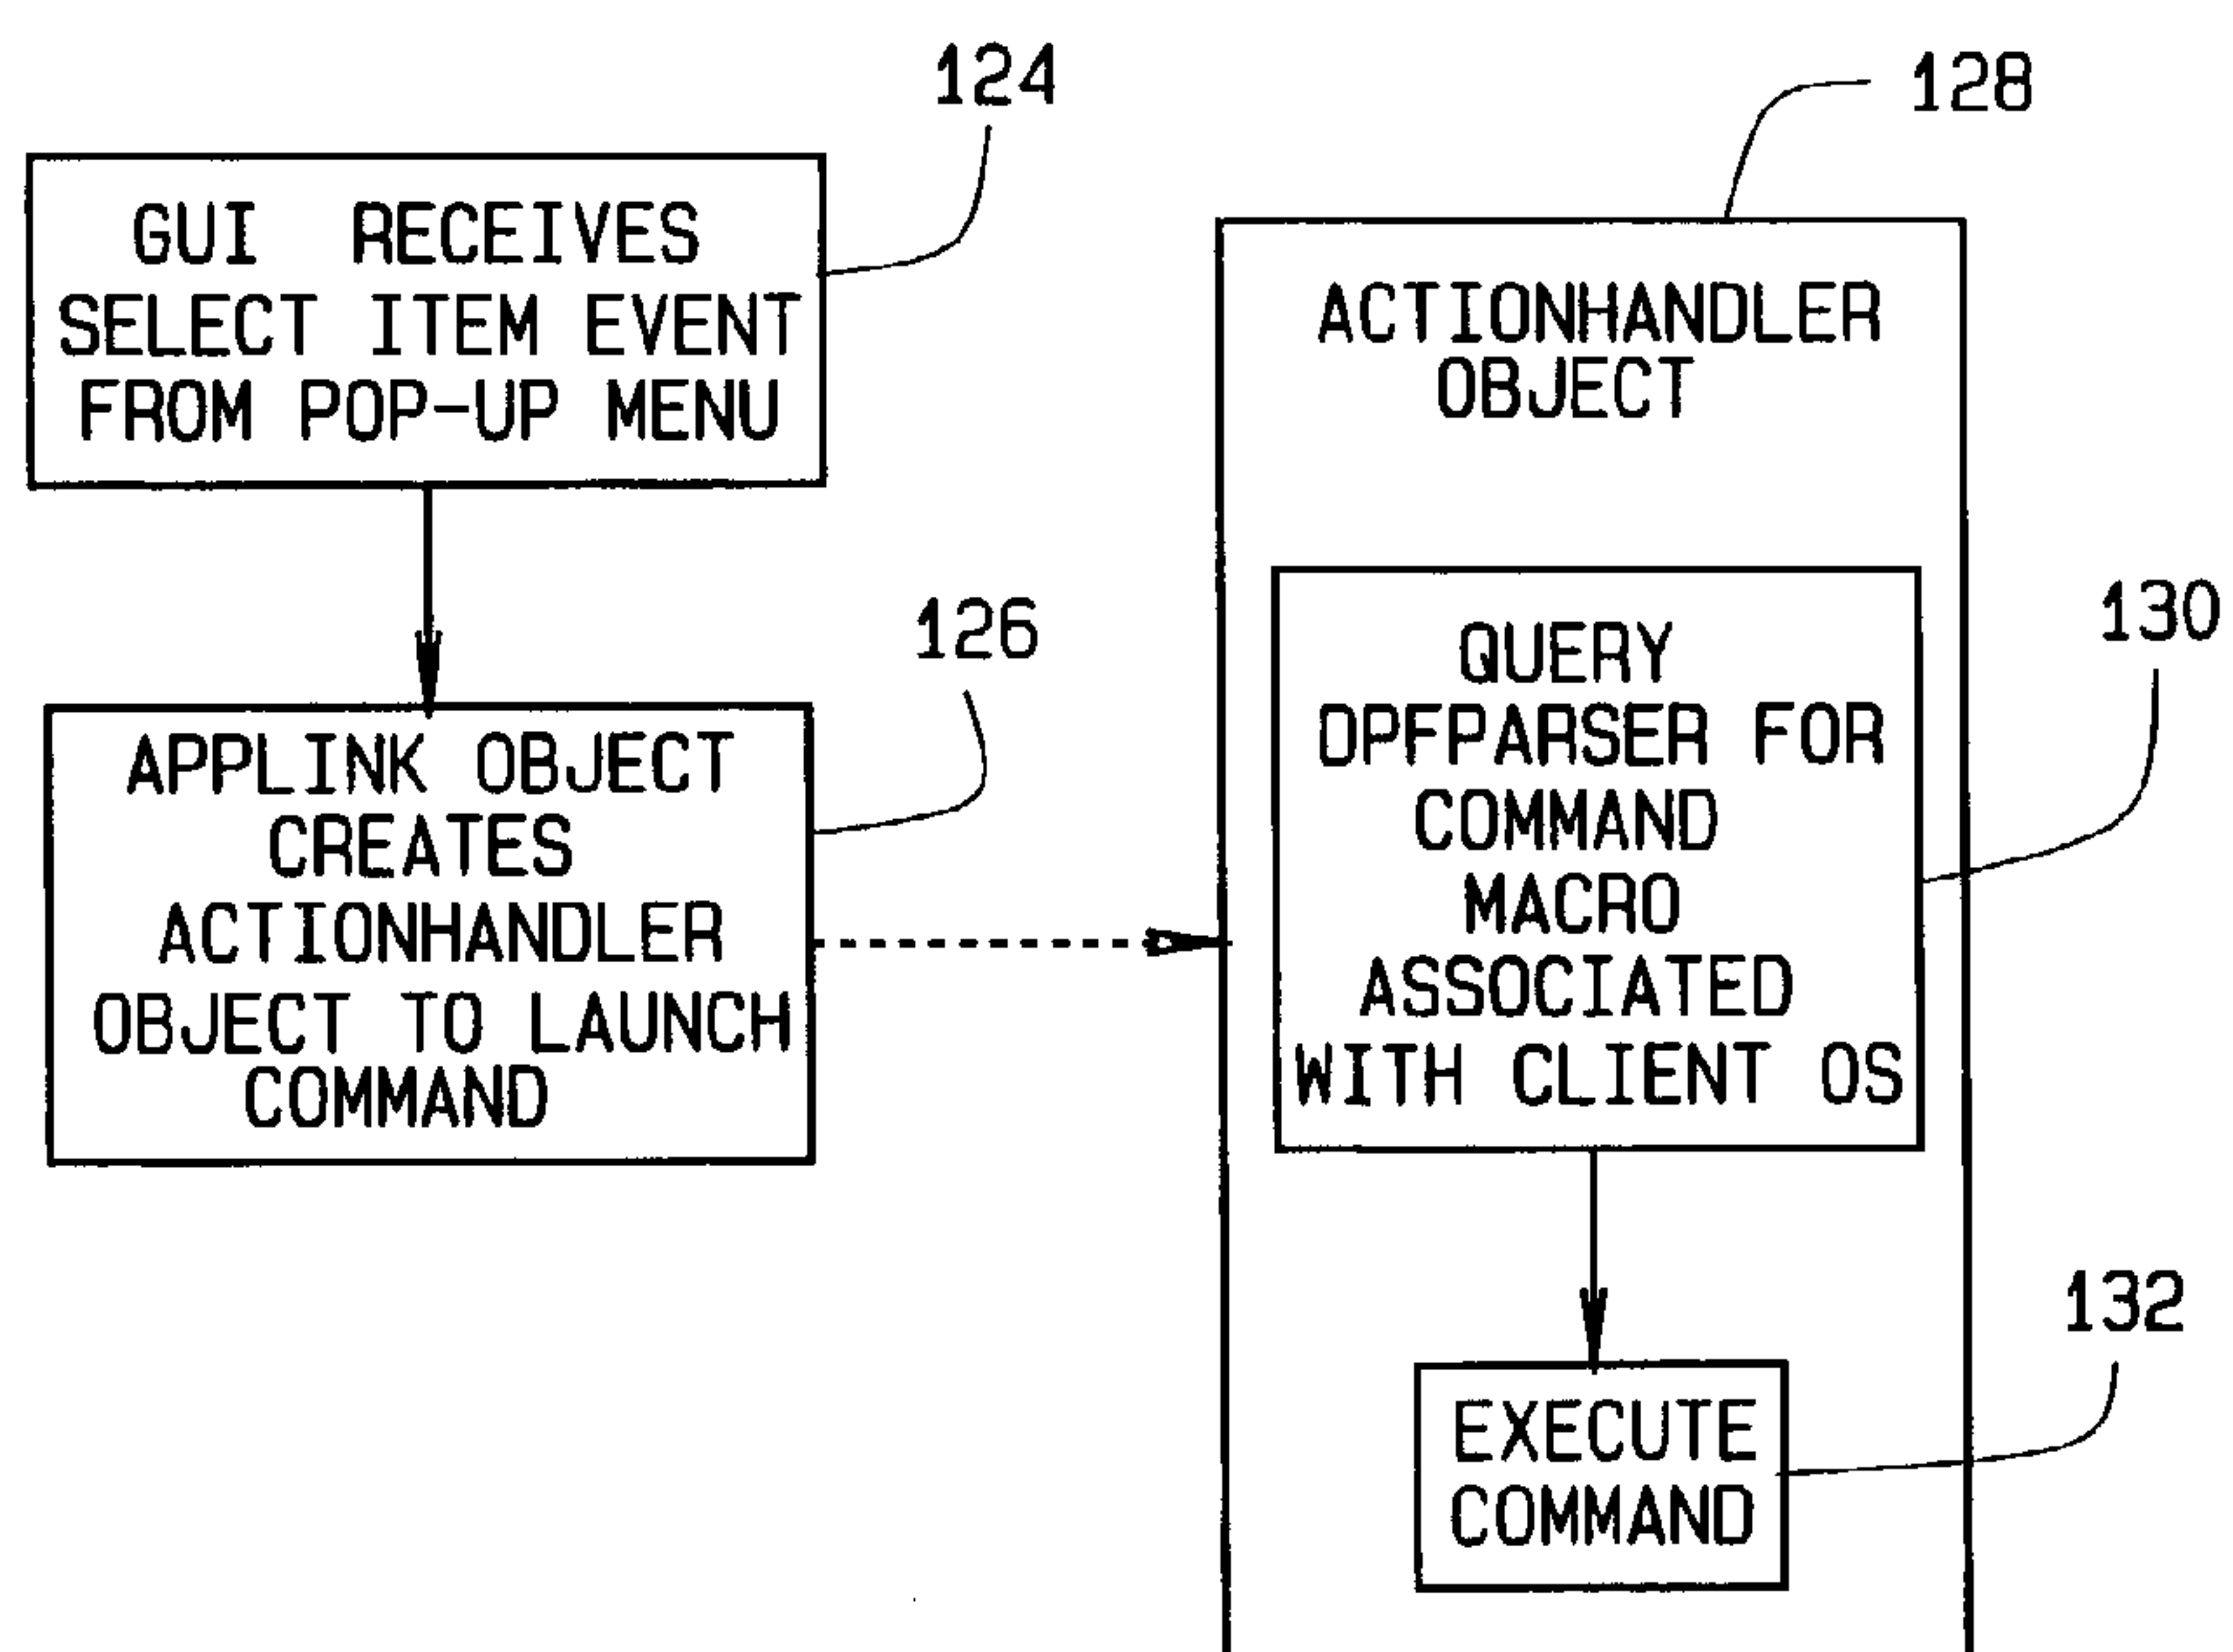 124
GUI RECEIVES
SELECT ITEM EVENT
FROM POP-UP MENU
126
APPLINK OBJECT
CREATES
ACTIONHANDLER
OBJECT TO LAUNCH
COMMAND
128
ACTIONHANDLER
OBJECT
130
QUERY
OPFPARSER FOR
COMMAND
MACRO
ASSOCIATED
WITH CLIENT OS
132
EXECUTE
COMMAND